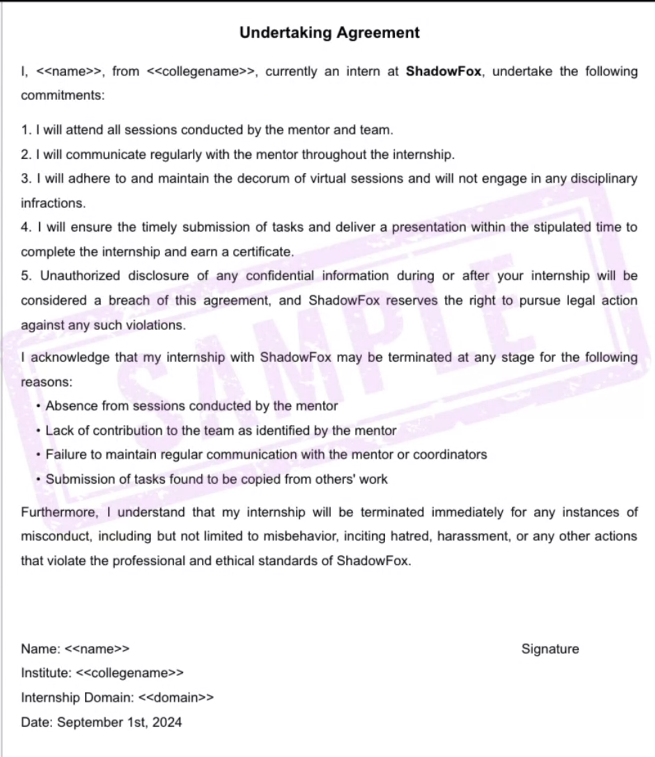 Undertaking Agreement
I, <<name>>, from <<collegename>>, currently an intern at ShadowFox, undertake the following
commitments:
1. I will attend all sessions conducted by the mentor and team.
2. I will communicate regularly with the mentor throughout the internship.
3. I will adhere to and maintain the decorum of virtual sessions and will not engage in any disciplinary
infractions.
4. I will ensure the timely submission of tasks and deliver a presentation within the stipulated time to
complete the internship and earn a certificate.
5. Unauthorized disclosure of any confidential information during or after your internship will be
considered a breach of this agreement, and ShadowFox reserves the right to pursue legal action
against any such violations.
I acknowledge that my internship with ShadowFox may be terminated at any stage for the following
reasons:
• Absence from sessions conducted by the mentor
• Lack of contribution to the team as identified by the mentor
• Failure to maintain regular communication with the mentor or coordinators
• Submission of tasks found to be copied from others' work
Furthermore, I understand that my internship will be terminated immediately for any instances of
misconduct, including but not limited to misbehavior, inciting hatred, harassment, or any other actions
that violate the professional and ethical standards of ShadowFox.
SAMPLE
Name: <<name>>
Signature
Institute: <<collegename>>
Internship Domain: <<domain>>
Date: September 1st, 2024